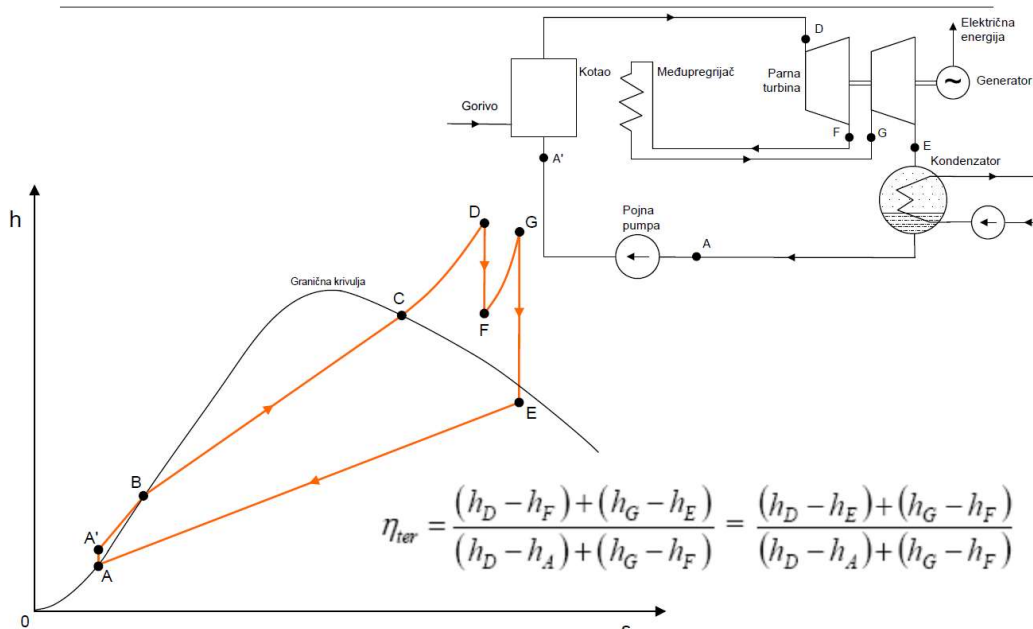 D
Električna
energija
Kotao
Međupregrijač
Parna
turbina
~
Generator
Gorivo
F
G
E
A'
Kondenzator
Pojna
pumpa
A
h
D
G
Granična krivulja
C
F
E
B
A'
A
0
η_ter = ((h_D − h_F) + (h_G − h_E)) / ((h_D − h_A) + (h_G − h_F)) = ((h_D − h_E) + (h_G − h_F)) / ((h_D − h_A) + (h_G − h_F))